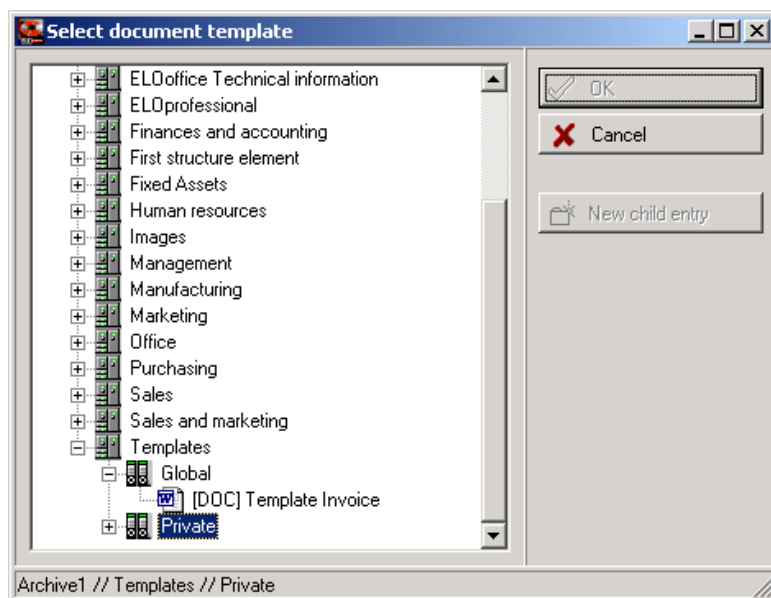 Select document template
ELOoffice Technical information
ELOprofessional
Finances and accounting
First structure element
Fixed Assets
Human resources
Images
Management
Manufacturing
Marketing
Office
Purchasing
Sales
Sales and marketing
Templates
Global
[DOC] Template Invoice
Private
OK
Cancel
New child entry
Archive1 // Templates // Private